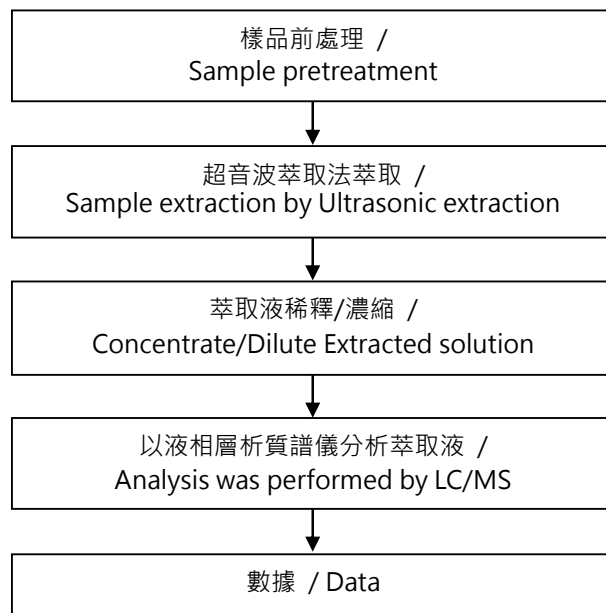 樣品前處理 /
Sample pretreatment
超音波萃取法萃取 /
Sample extraction by Ultrasonic extraction
萃取液稀釋/濃縮 /
Concentrate/Dilute Extracted solution
以液相層析質譜儀分析萃取液 /
Analysis was performed by LC/MS
數據 / Data